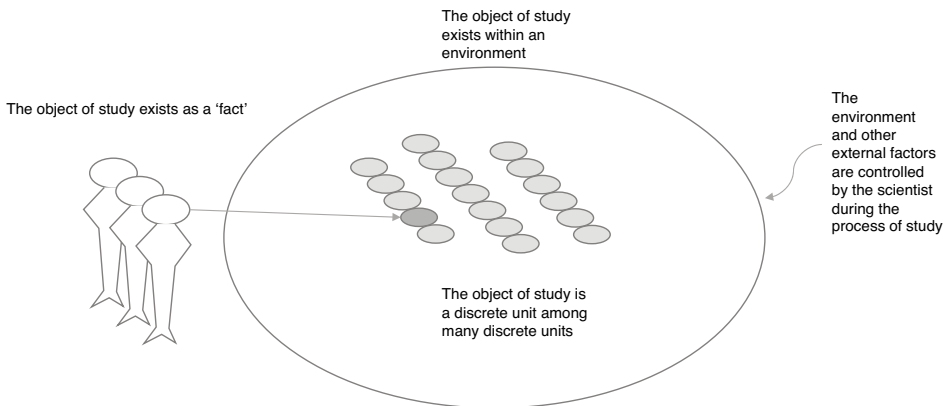 The object of study
exists within an
environment
The object of study exists as a ‘fact’
The
environment
and other
external factors
are controlled
by the scientist
during the
process of study
The object of study is
a discrete unit among
many discrete units